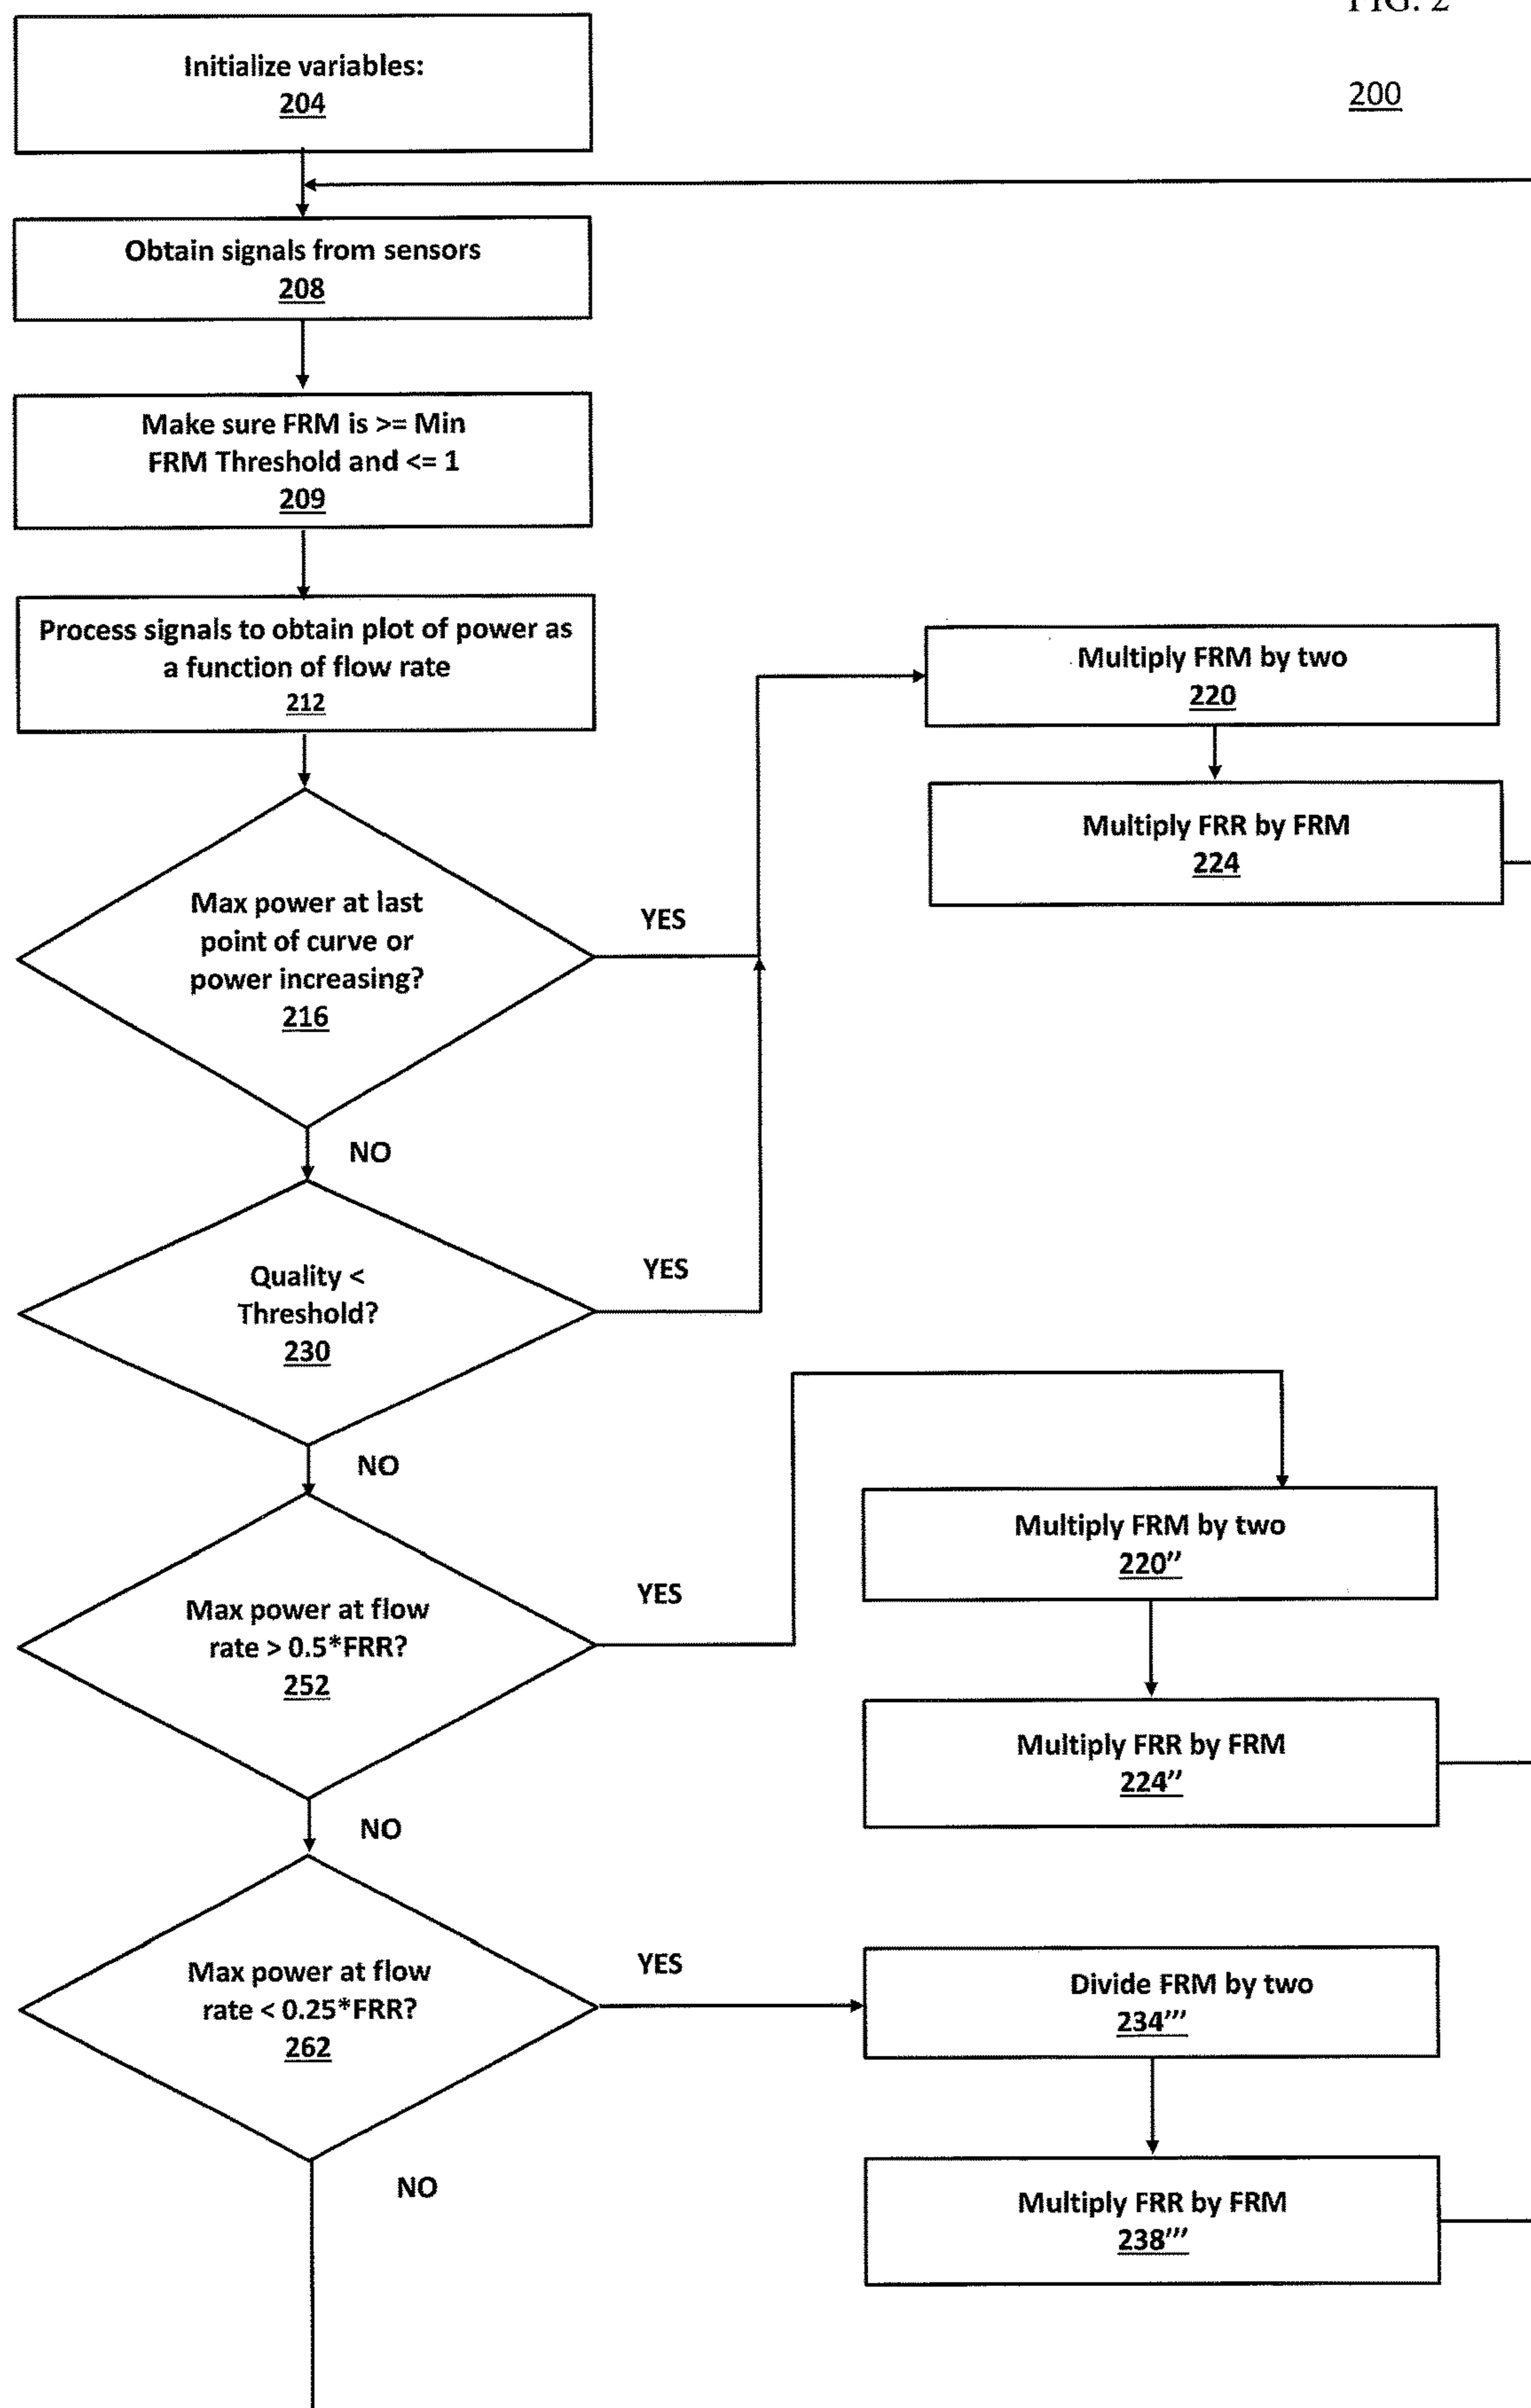 FIG. 2
200
Initialize variables:
204
Obtain signals from sensors
208
Make sure FRM is >= Min
FRM Threshold and <= 1
209
Process signals to obtain plot of power as
a function of flow rate
212
Multiply FRM by two
220
Multiply FRR by FRM
224
Max power at last
point of curve or
power increasing?
216
YES
NO
Quality <
Threshold?
230
YES
NO
Max power at flow
rate > 0.5*FRR?
252
YES
Multiply FRM by two
220’’
Multiply FRR by FRM
224’’
NO
Max power at flow
rate < 0.25*FRR?
262
YES
Divide FRM by two
234’’’
Multiply FRR by FRM
238’’’
NO